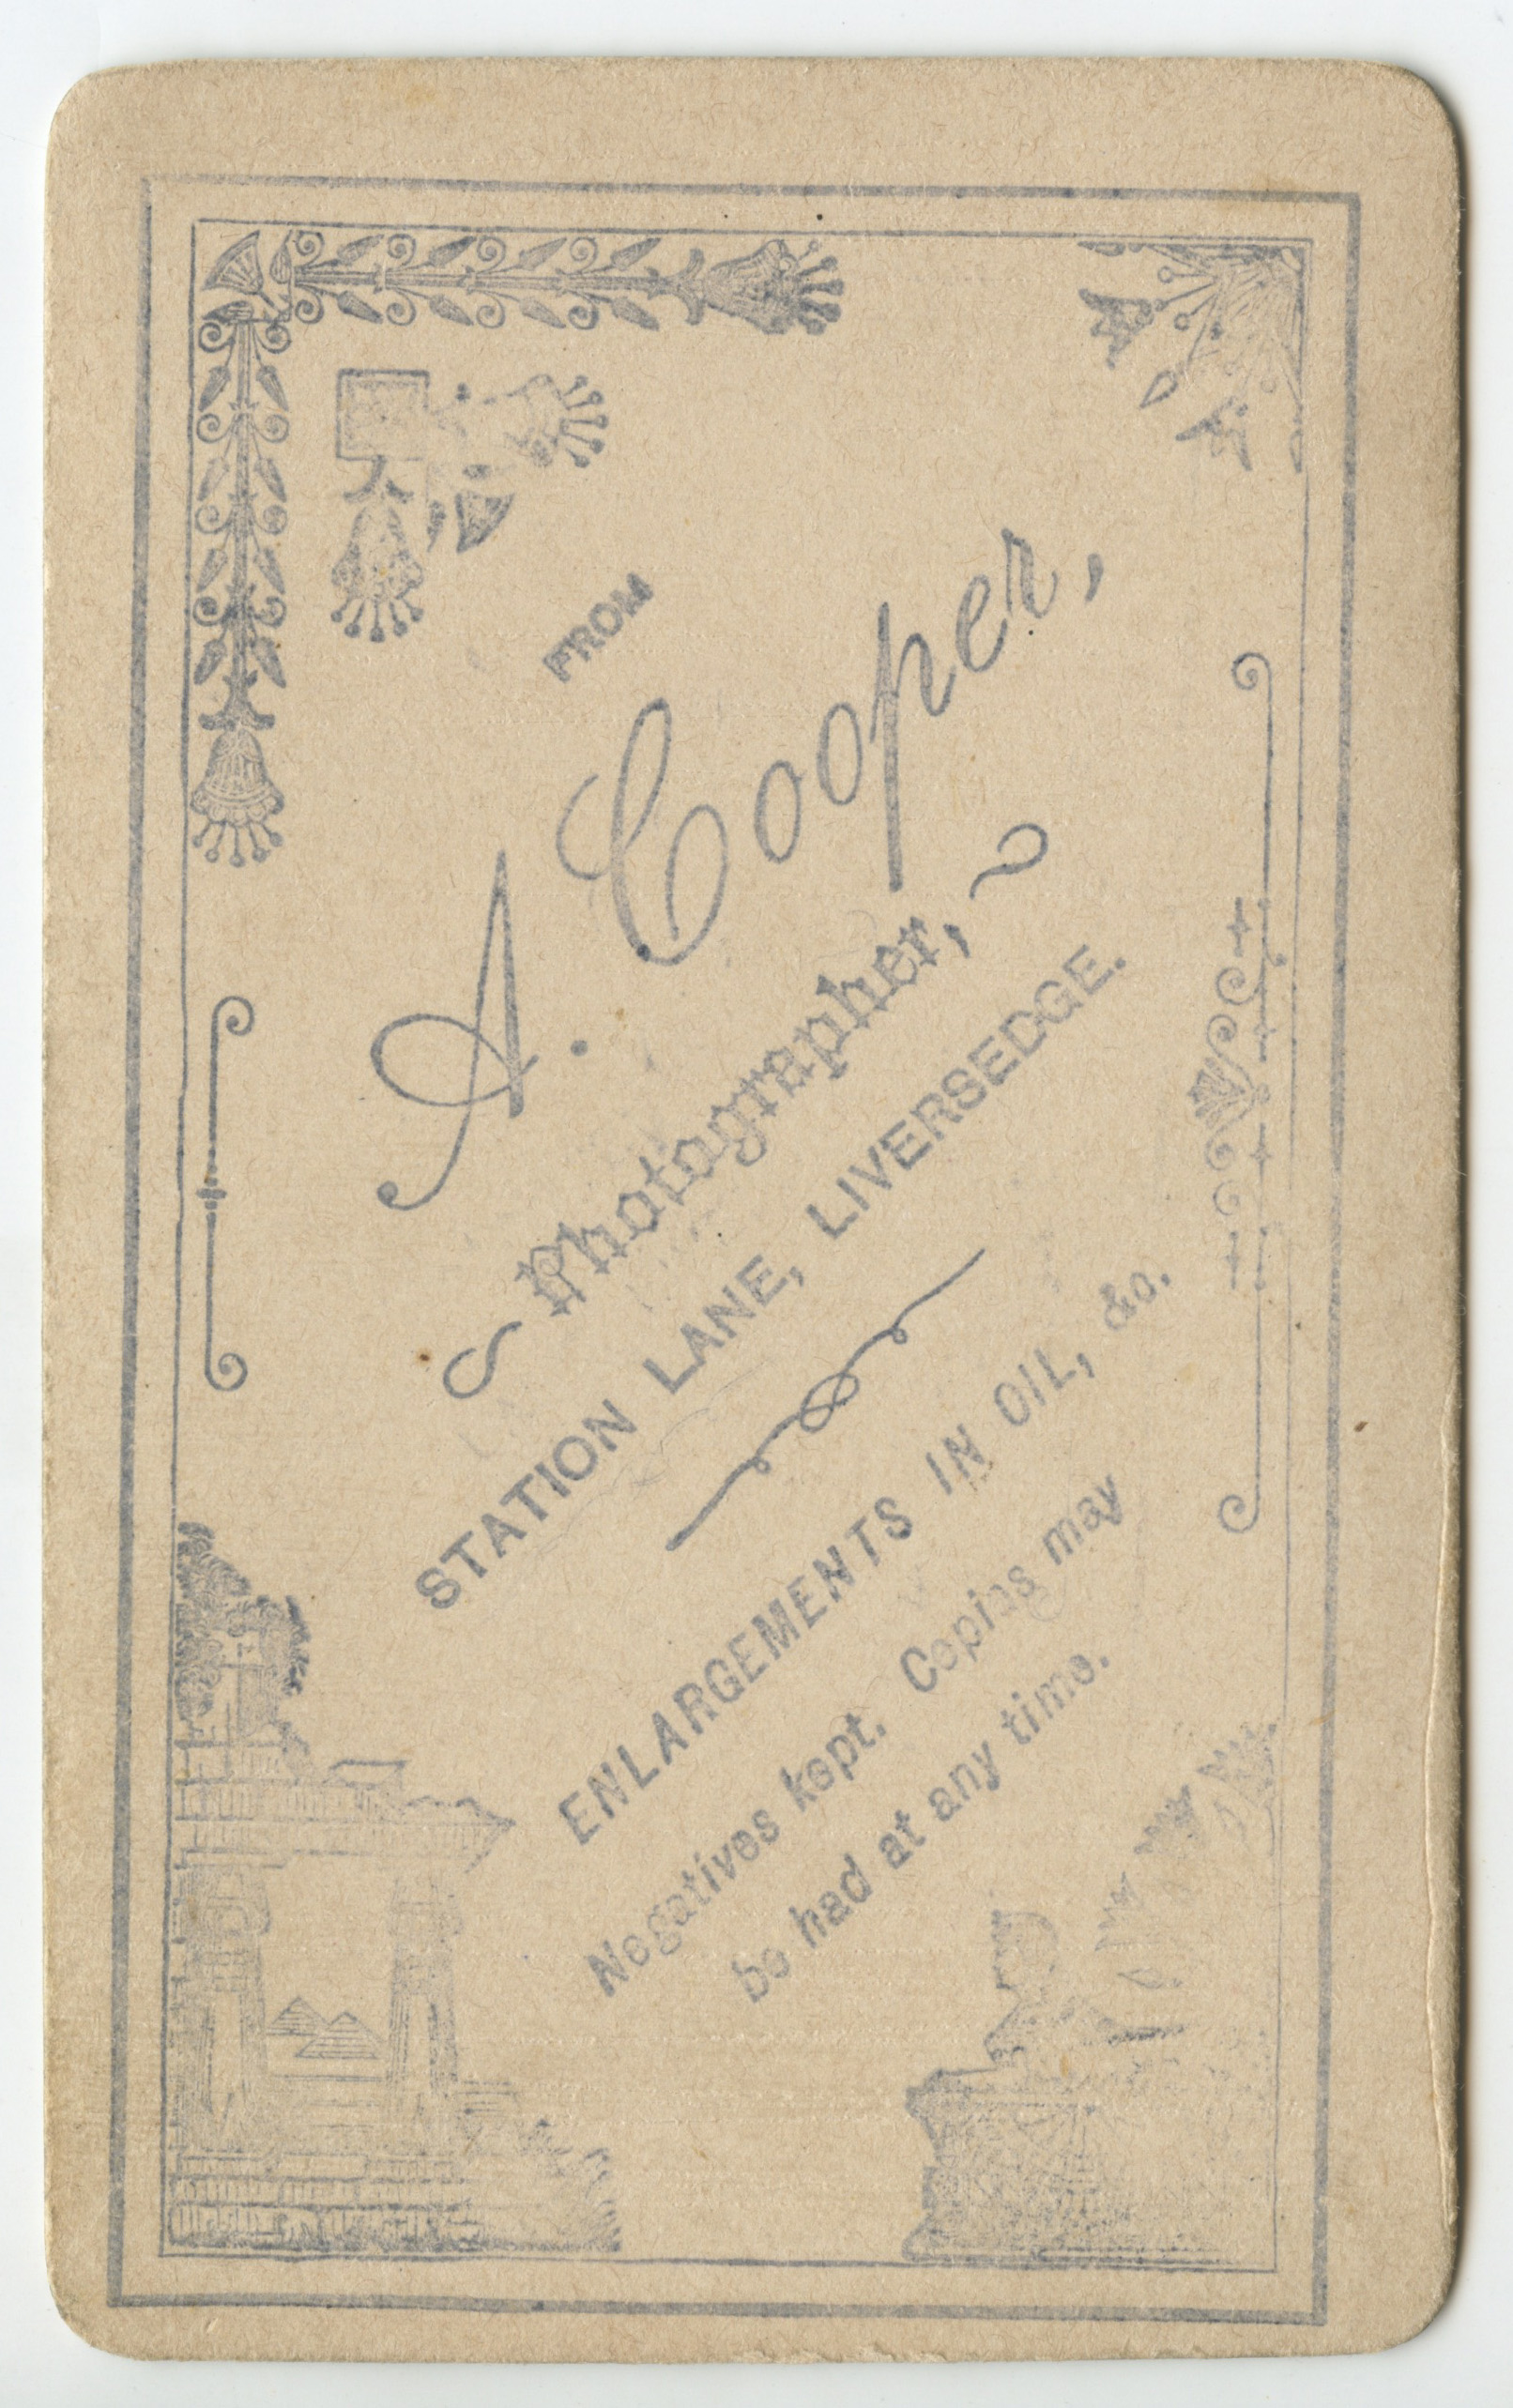 FROM
A. Cooper,
Photographer,
STATION LANE, LIVERSEDGE.
ENLARGEMENTS IN OIL, &c.
Negatives kept. Copies may
be had at any time.